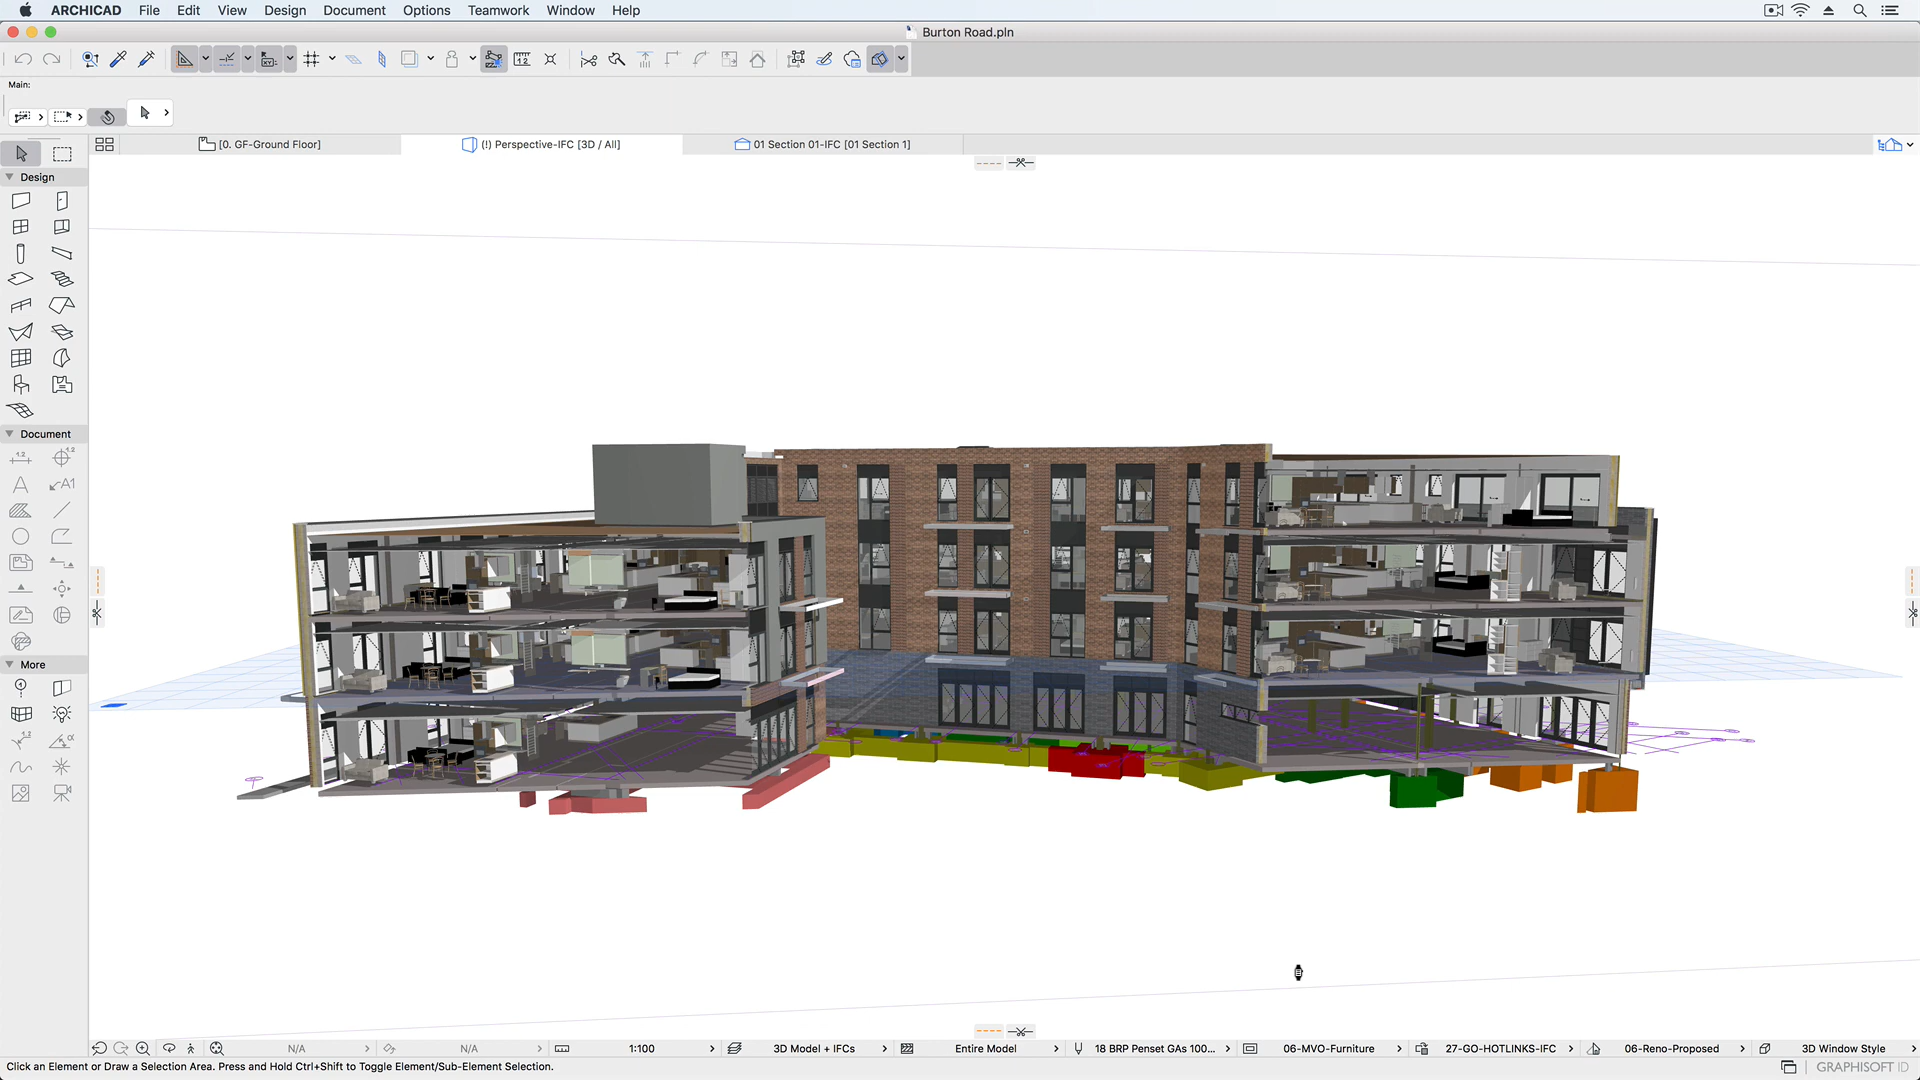 ARCHICAD File Edit View Design Document Options Teamwork Window Help
Burton Road.pln
Main:
[0. GF-Ground Floor]
(!) Perspective-IFC [3D / All]
01 Section 01-IFC [01 Section 1]
Design
Document
More
N/A
N/A
1:100
3D Model + IFCs
Entire Model
18 BRP Penset GAs 100...
06-MVO-Furniture
27-GO-HOTLINKS-IFC
06-Reno-Proposed
3D Window Style
Click an Element or Draw a Selection Area. Press and Hold Ctrl+Shift to Toggle Element/Sub-Element Selection.
GRAPHISOFT ID